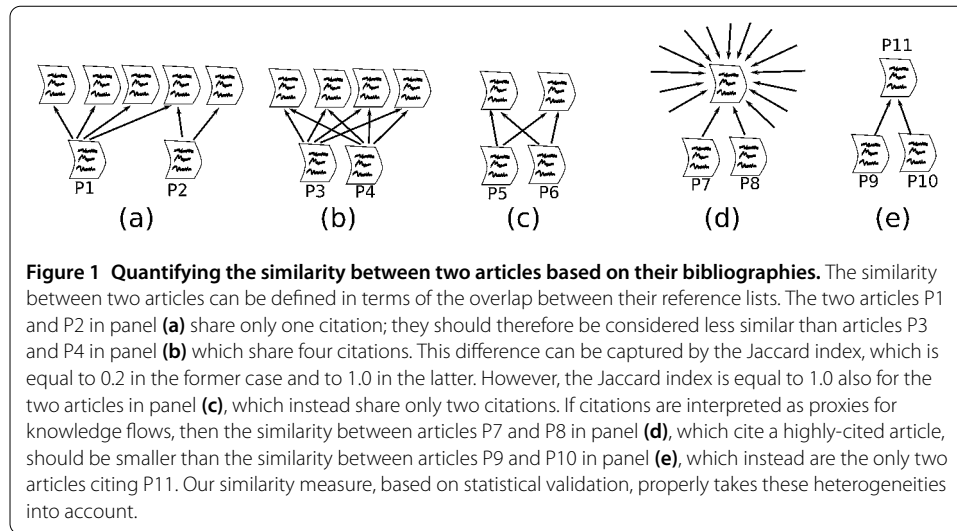 P11
P1 P2 P3 P4 P5 P6 P7 P8 P9 P10
(a) (b) (c) (d) (e)
Figure 1 Quantifying the similarity between two articles based on their bibliographies. The similarity
between two articles can be defined in terms of the overlap between their reference lists. The two articles P1
and P2 in panel (a) share only one citation; they should therefore be considered less similar than articles P3
and P4 in panel (b) which share four citations. This difference can be captured by the Jaccard index, which is
equal to 0.2 in the former case and to 1.0 in the latter. However, the Jaccard index is equal to 1.0 also for the
two articles in panel (c), which instead share only two citations. If citations are interpreted as proxies for
knowledge flows, then the similarity between articles P7 and P8 in panel (d), which cite a highly-cited article,
should be smaller than the similarity between articles P9 and P10 in panel (e), which instead are the only two
articles citing P11. Our similarity measure, based on statistical validation, properly takes these heterogeneities
into account.